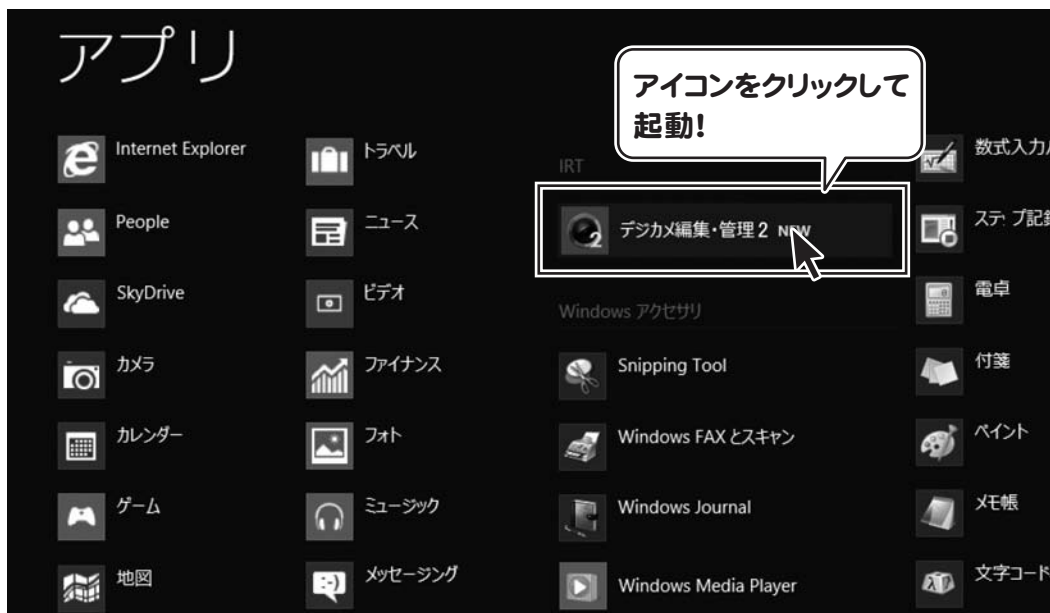 アプリ
アイコンをクリックして
起動!
Internet Explorer
People
SkyDrive
カメラ
カレンダー
ゲーム
地図
トラベル
ニュース
ビデオ
ファイナンス
フォト
ミュージック
メッセージング
IRT
デジカメ編集・管理2 NEW
Windows アクセサリ
Snipping Tool
Windows FAX とスキャン
Windows Journal
Windows Media Player
数式入力
電卓
付箋
ペイント
メモ帳
文字コード